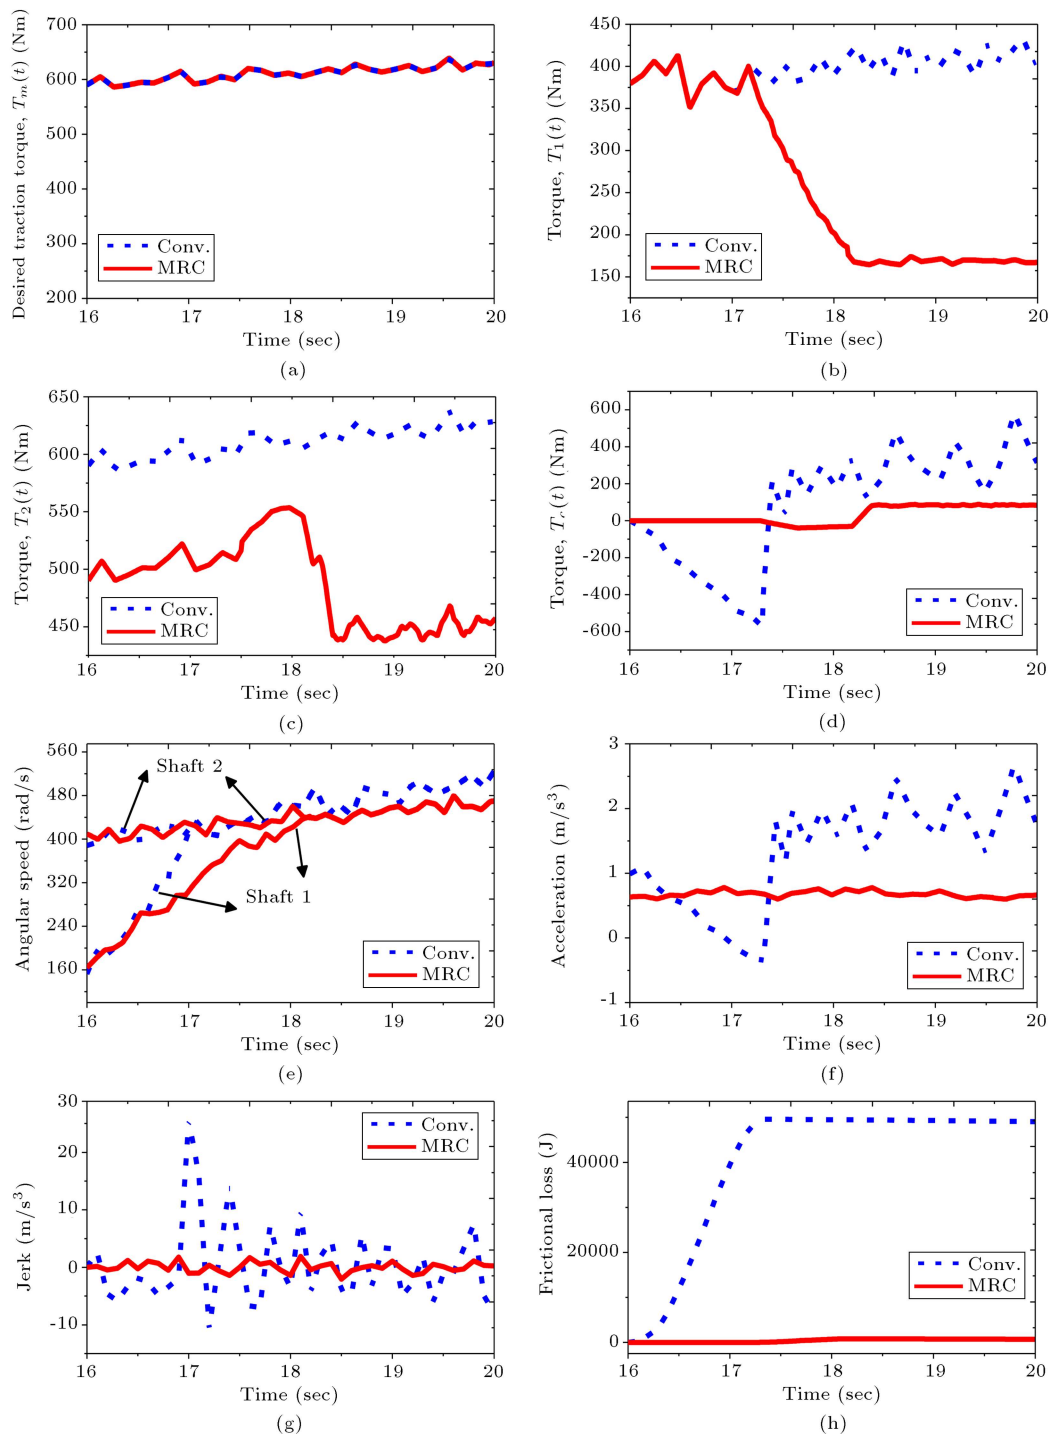 700
600
500
400
300
200
Desired traction torque, T_m(t) (Nm)
Conv.
MRC
16 17 18 19 20
Time (sec)
(a)
450
400
350
300
250
200
150
Torque, T_1(t) (Nm)
Conv.
MRC
16 17 18 19 20
Time (sec)
(b)
650
600
550
500
450
Torque, T_2(t) (Nm)
Conv.
MRC
16 17 18 19 20
Time (sec)
(c)
600
400
200
0
-200
-400
-600
Torque, (t) (Nm)
Conv.
MRC
16 17 18 19 20
Time (sec)
(d)
560
480
400
320
240
160
Angular speed (rad/s)
Shaft 2
Shaft 1
Conv.
MRC
16 17 18 19 20
Time (sec)
(e)
3
2
1
0
-1
Acceleration (m/s³)
Conv.
MRC
16 17 18 19 20
Time (sec)
(f)
30
20
10
0
-10
Jerk (m/s³)
Conv.
MRC
16 17 18 19 20
Time (sec)
(g)
40000
20000
0
Frictional loss (J)
Conv.
MRC
16 17 18 19 20
Time (sec)
(h)